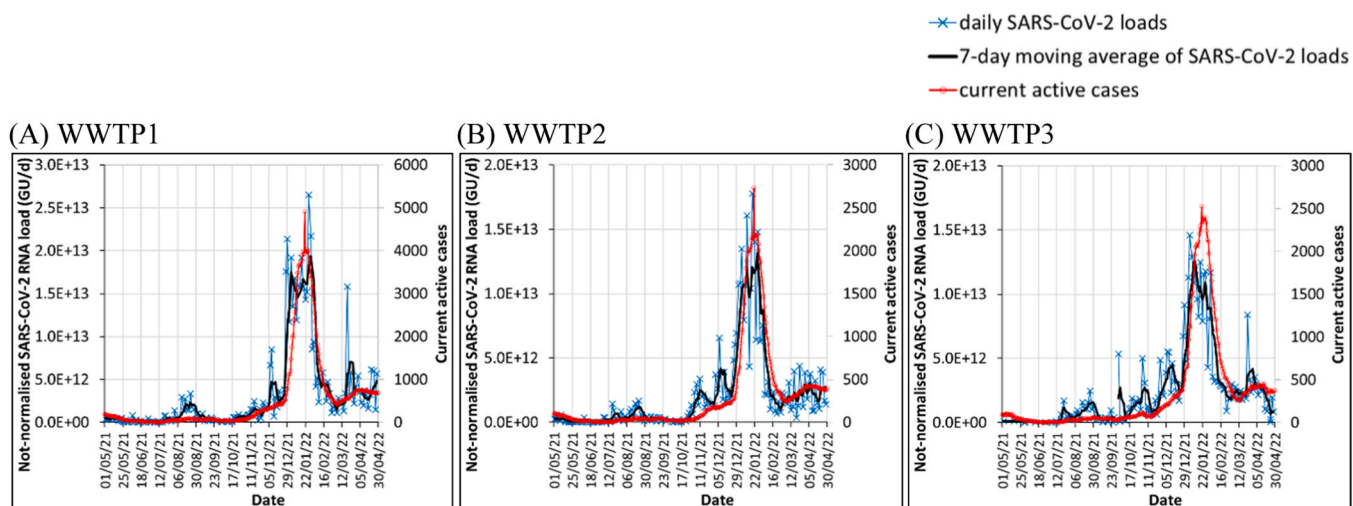 daily SARS-CoV-2 loads
7-day moving average of SARS-CoV-2 loads
current active cases
(A) WWTP1
Not-normalised SARS-CoV-2 RNA load (GU/d)
3.0E+13
2.5E+13
2.0E+13
1.5E+13
1.0E+13
5.0E+12
0.0E+00
6000
5000
4000
3000
2000
1000
0
Current active cases
01/05/21
25/05/21
18/06/21
12/07/21
06/08/21
30/08/21
23/09/21
17/10/21
11/11/21
05/12/21
29/12/21
22/01/22
16/02/22
12/03/22
05/04/22
30/04/22
Date
(B) WWTP2
Not-normalised SARS-CoV-2 RNA load (GU/d)
2.0E+13
1.5E+13
1.0E+13
5.0E+12
0.0E+00
3000
2500
2000
1500
1000
500
0
Current active cases
01/05/21
25/05/21
18/06/21
12/07/21
06/08/21
30/08/21
23/09/21
17/10/21
11/11/21
05/12/21
29/12/21
22/01/22
16/02/22
12/03/22
05/04/22
30/04/22
Date
(C) WWTP3
Not-normalised SARS-CoV-2 RNA load (GU/d)
2.0E+13
1.5E+13
1.0E+13
5.0E+12
0.0E+00
3000
2500
2000
1500
1000
500
0
Current active cases
01/05/21
25/05/21
18/06/21
12/07/21
06/08/21
30/08/21
23/09/21
17/10/21
11/11/21
05/12/21
29/12/21
22/01/22
16/02/22
12/03/22
05/04/22
30/04/22
Date